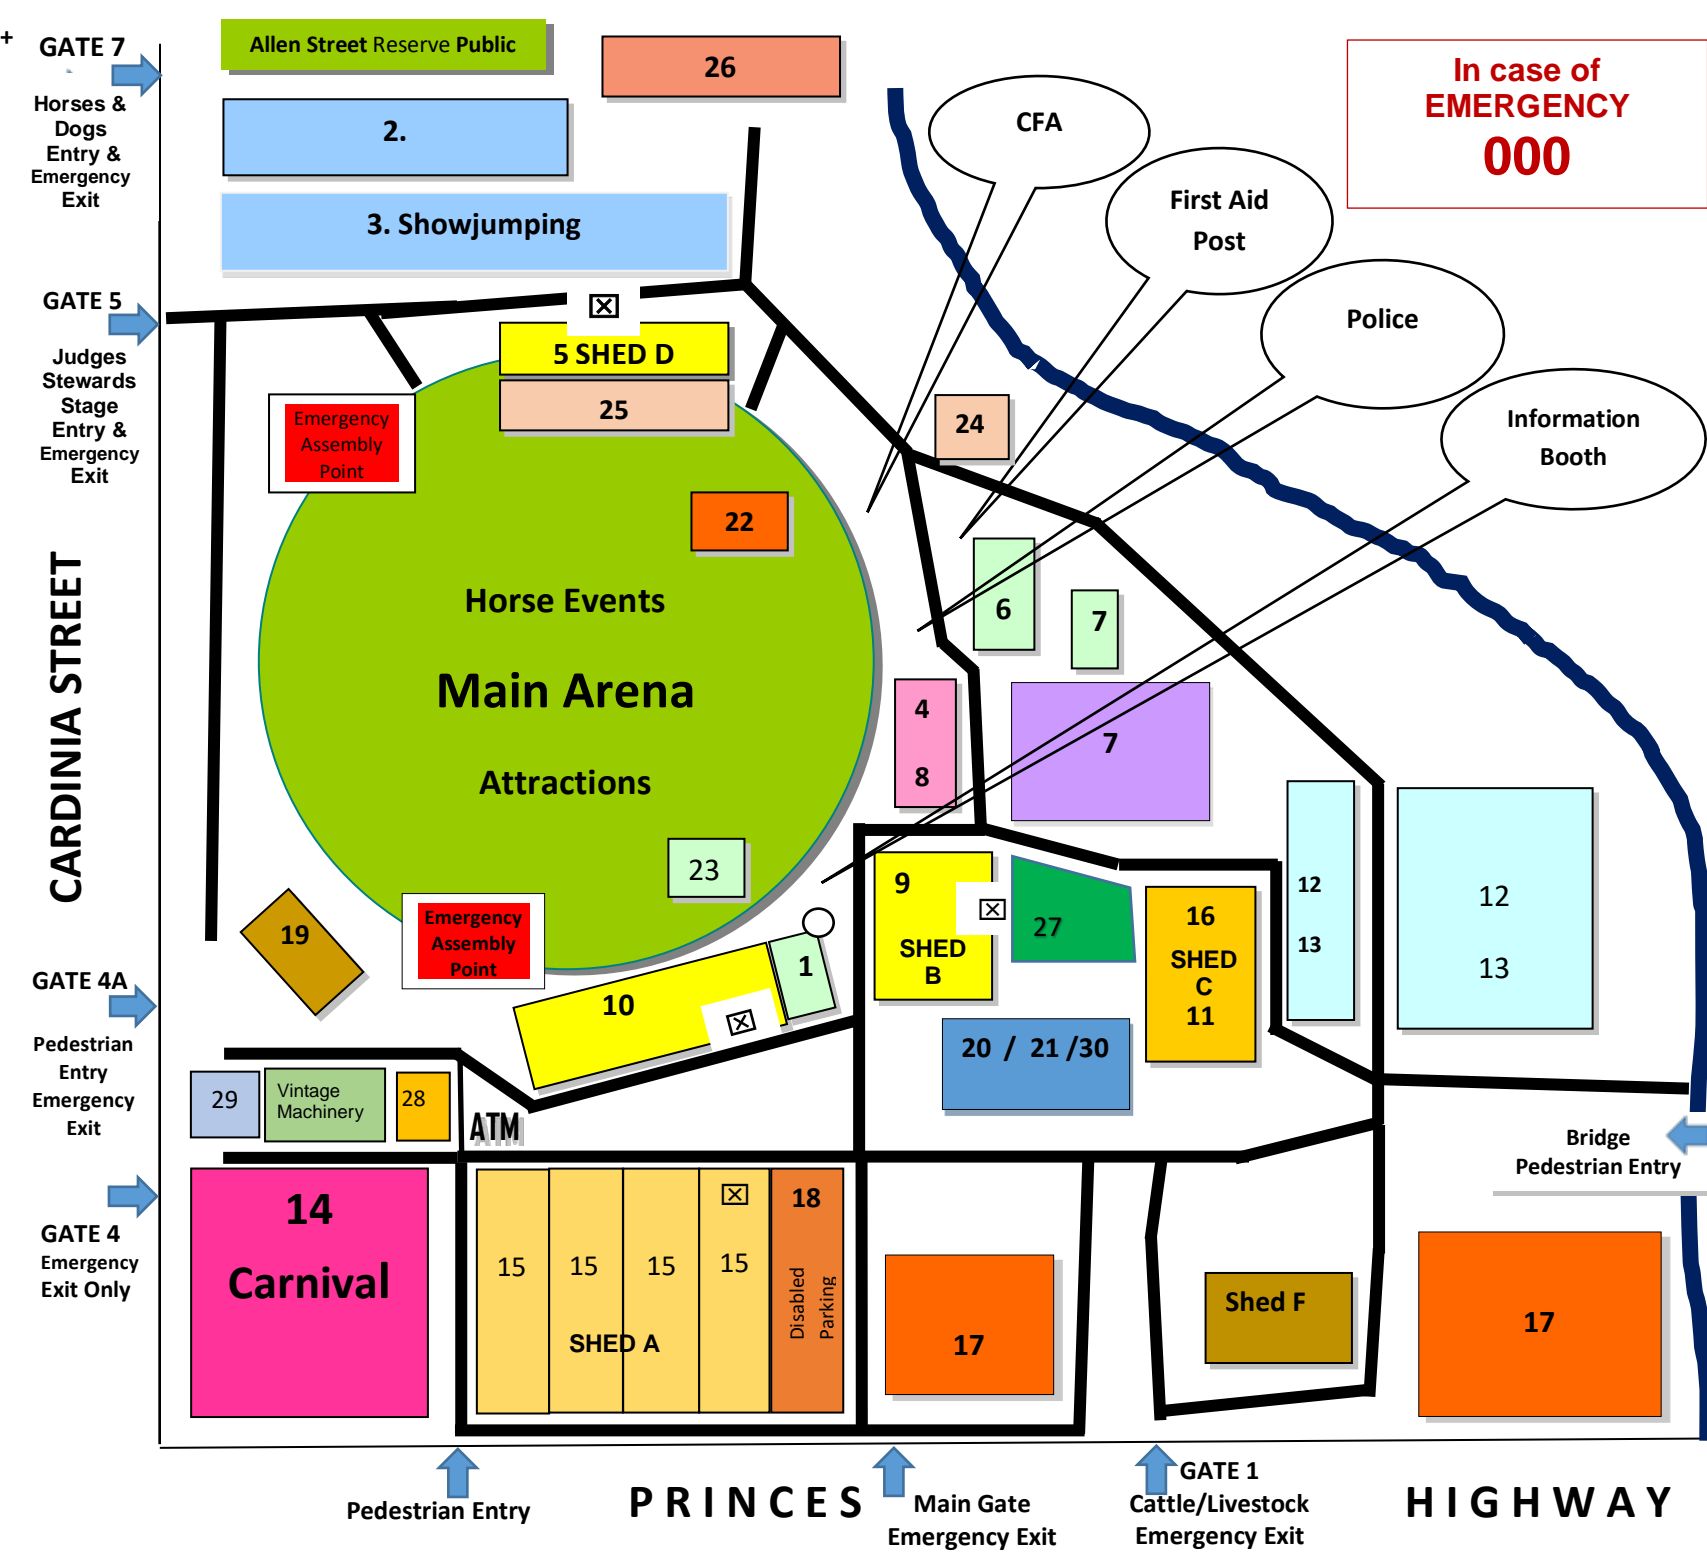 +
GATE 7
Horses &
Dogs
Entry &
Emergency
Exit
Allen Street Reserve Public
26
2.
3. Showjumping
CFA
First Aid
Post
Police
Information
Booth
In case of
EMERGENCY
000
GATE 5
Judges
Stewards
Stage
Entry &
Emergency
Exit
5 SHED D
25
Emergency
Assembly
Point
24
22
6
7
Horse Events
Main Arena
Attractions
4
8
7
CARDINIA STREET
23
19
Emergency
Assembly
Point
10
1
9
SHED
B
27
16
SHED
C
11
12
13
12
13
20 / 21 /30
GATE 4A
Pedestrian
Entry
Emergency
Exit
29
Vintage
Machinery
28
ATM
Bridge
Pedestrian Entry
GATE 4
Emergency
Exit Only
14
Carnival
15
15
15
15
SHED A
18
Disabled
Parking
17
Shed F
17
Pedestrian Entry
PRINCES
Main Gate
Emergency Exit
GATE 1
Cattle/Livestock
Emergency Exit
HIGHWAY